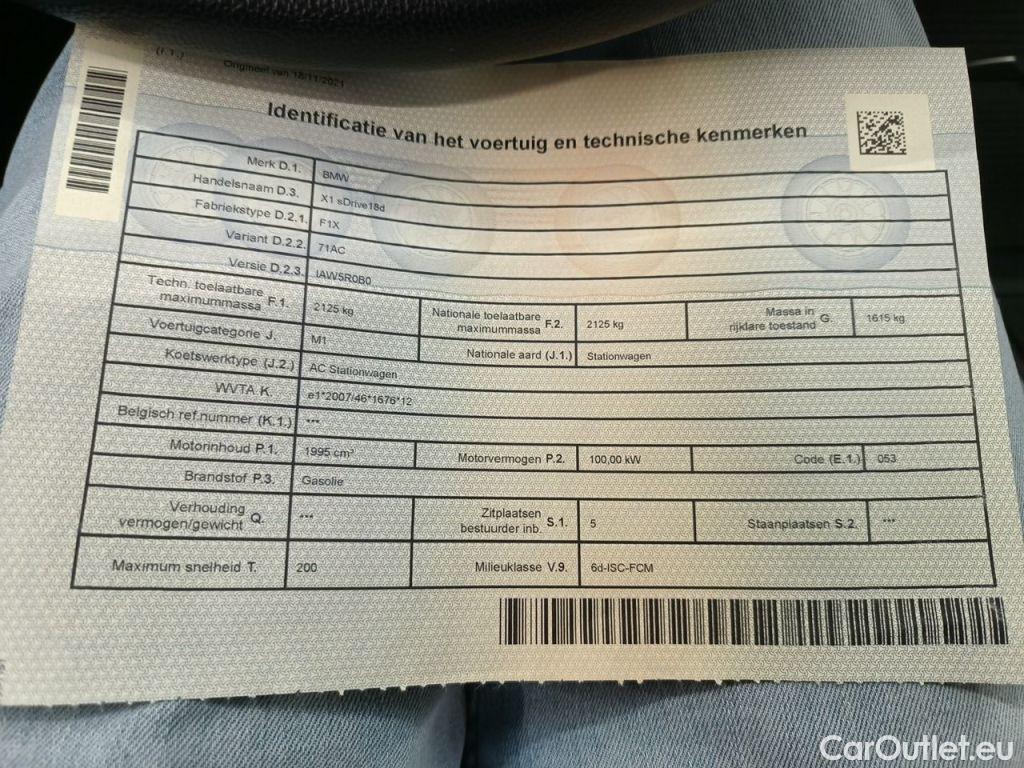 (I.1.)
Origineel van 18/11/2021
Identificatie van het voertuig en technische kenmerken
Merk D.1. BMW
Handelsnaam D.3. X1 sDrive18d
Fabriekstype D.2.1. F1X
Variant D.2.2. 71AC
Versie D.2.3. IAW5R0B0
Techn. toelaatbare maximummassa F.1. 2125 kg Nationale toelaatbare maximummassa F.2. 2125 kg Massa in rijklare toestand G. 1615 kg
Voertuigcategorie J. M1 Nationale aard (J.1.) Stationwagen
Koetswerktype (J.2.) AC Stationwagen
WVTA K. e1*2007/46*1676*12
Belgisch ref.nummer (K.1.) ***
Motorinhoud P.1. 1995 cm³ Motorvermogen P.2. 100,00 kW Code (E.1.) 053
Brandstof P.3. Gasolie
Verhouding vermogen/gewicht Q. *** Zitplaatsen bestuurder inb. S.1. 5 Staanplaatsen S.2. ***
Maximum snelheid T. 200 Milieuklasse V.9. 6d-ISC-FCM
CarOutlet.eu